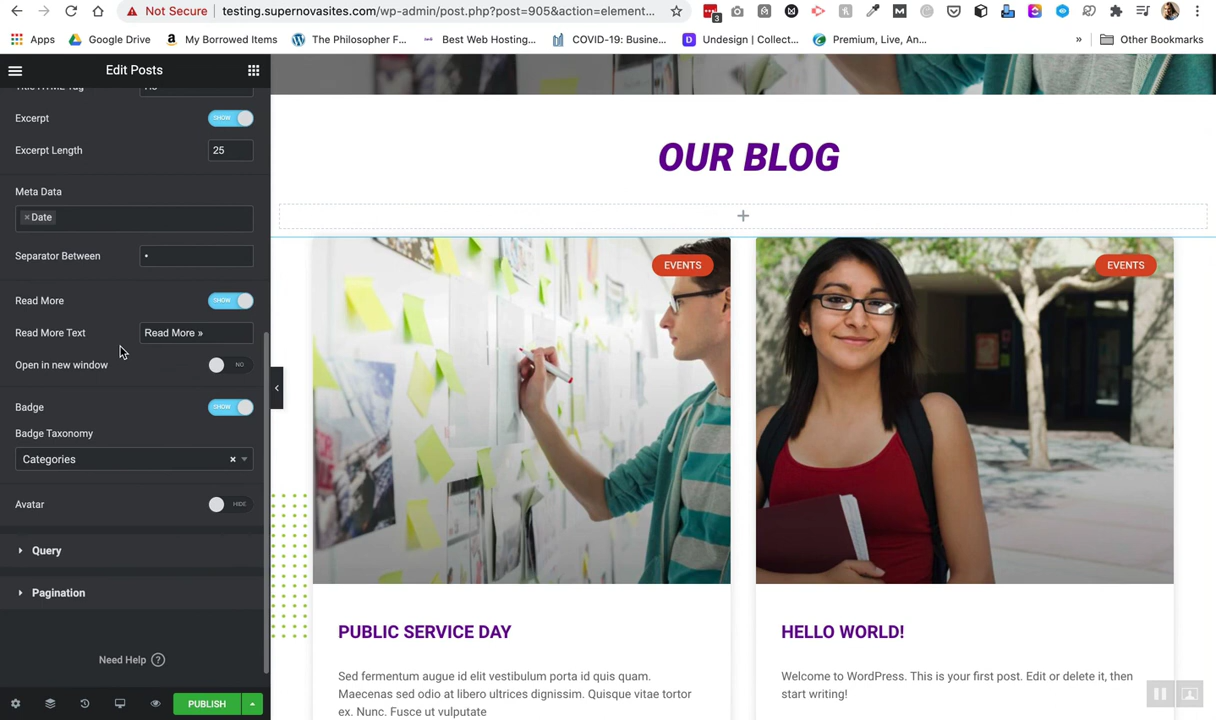 Not Secure
testing.supernovasites.com/wp-admin/post.php?post=905&action=element...
3
Apps
Google Drive
My Borrowed Items
The Philosopher F...
Best Web Hosting...
COVID-19: Busine...
Undesign | Collect...
Premium, Live, An...
»
Other Bookmarks
Edit Posts
Title HTML Tag
Excerpt
SHOW
Excerpt Length
25
Meta Data
× Date
Separator Between
•
Read More
SHOW
Read More Text
Read More »
Open in new window
NO
Badge
SHOW
Badge Taxonomy
Categories
×
Avatar
HIDE
Query
Pagination
Need Help ?
PUBLISH
OUR BLOG
+
EVENTS
EVENTS
PUBLIC SERVICE DAY
Sed fermentum augue id elit vestibulum porta id quis quam.
Maecenas sed odio at libero ultrices dignissim. Quisque vitae tortor
ex. Nunc. Fusce ut vulputate
HELLO WORLD!
Welcome to WordPress. This is your first post. Edit or delete it, then
start writing!